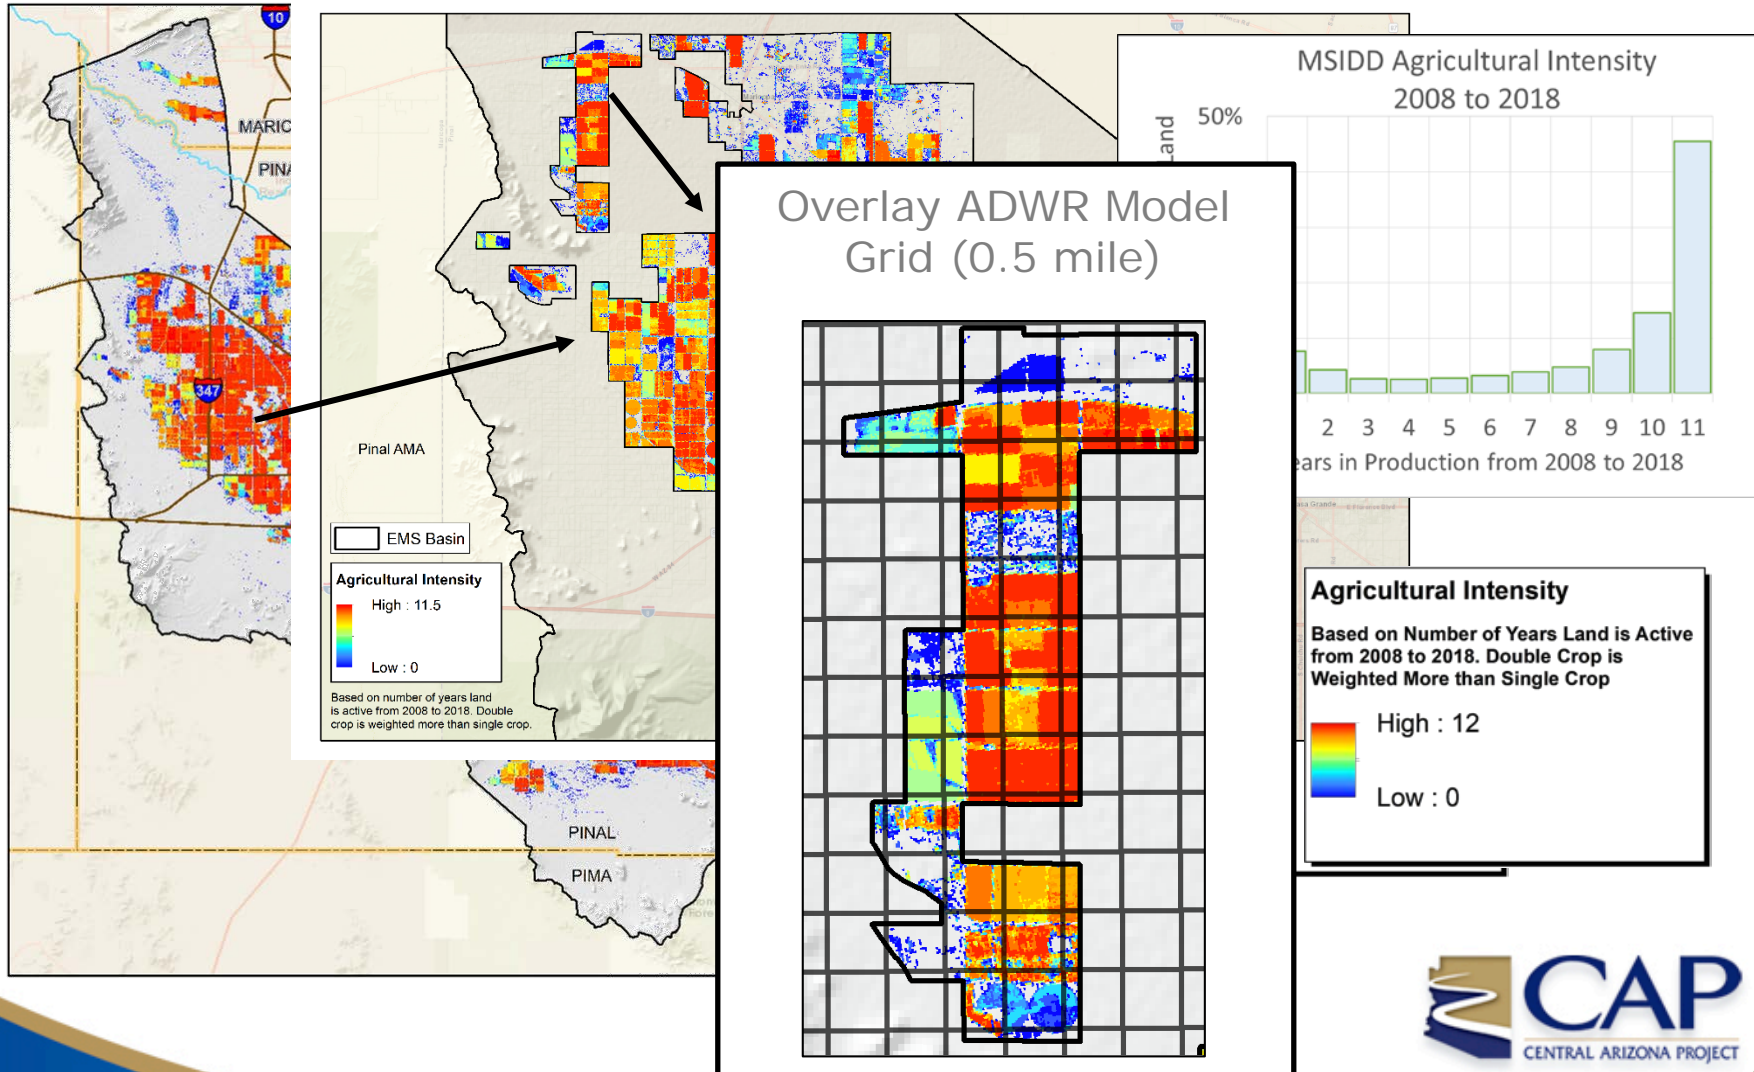 10
MARIC
PINA
347
PINAL
PIMA
Pinal AMA
EMS Basin
Agricultural Intensity
High : 11.5
Low : 0
Based on number of years land
is active from 2008 to 2018. Double
crop is weighted more than single crop.
Overlay ADWR Model
Grid (0.5 mile)
MSIDD Agricultural Intensity
2008 to 2018
50%
Land
2 3 4 5 6 7 8 9 10 11
ears in Production from 2008 to 2018
Agricultural Intensity
Based on Number of Years Land is Active
from 2008 to 2018. Double Crop is
Weighted More than Single Crop
High : 12
Low : 0
CAP
CENTRAL ARIZONA PROJECT